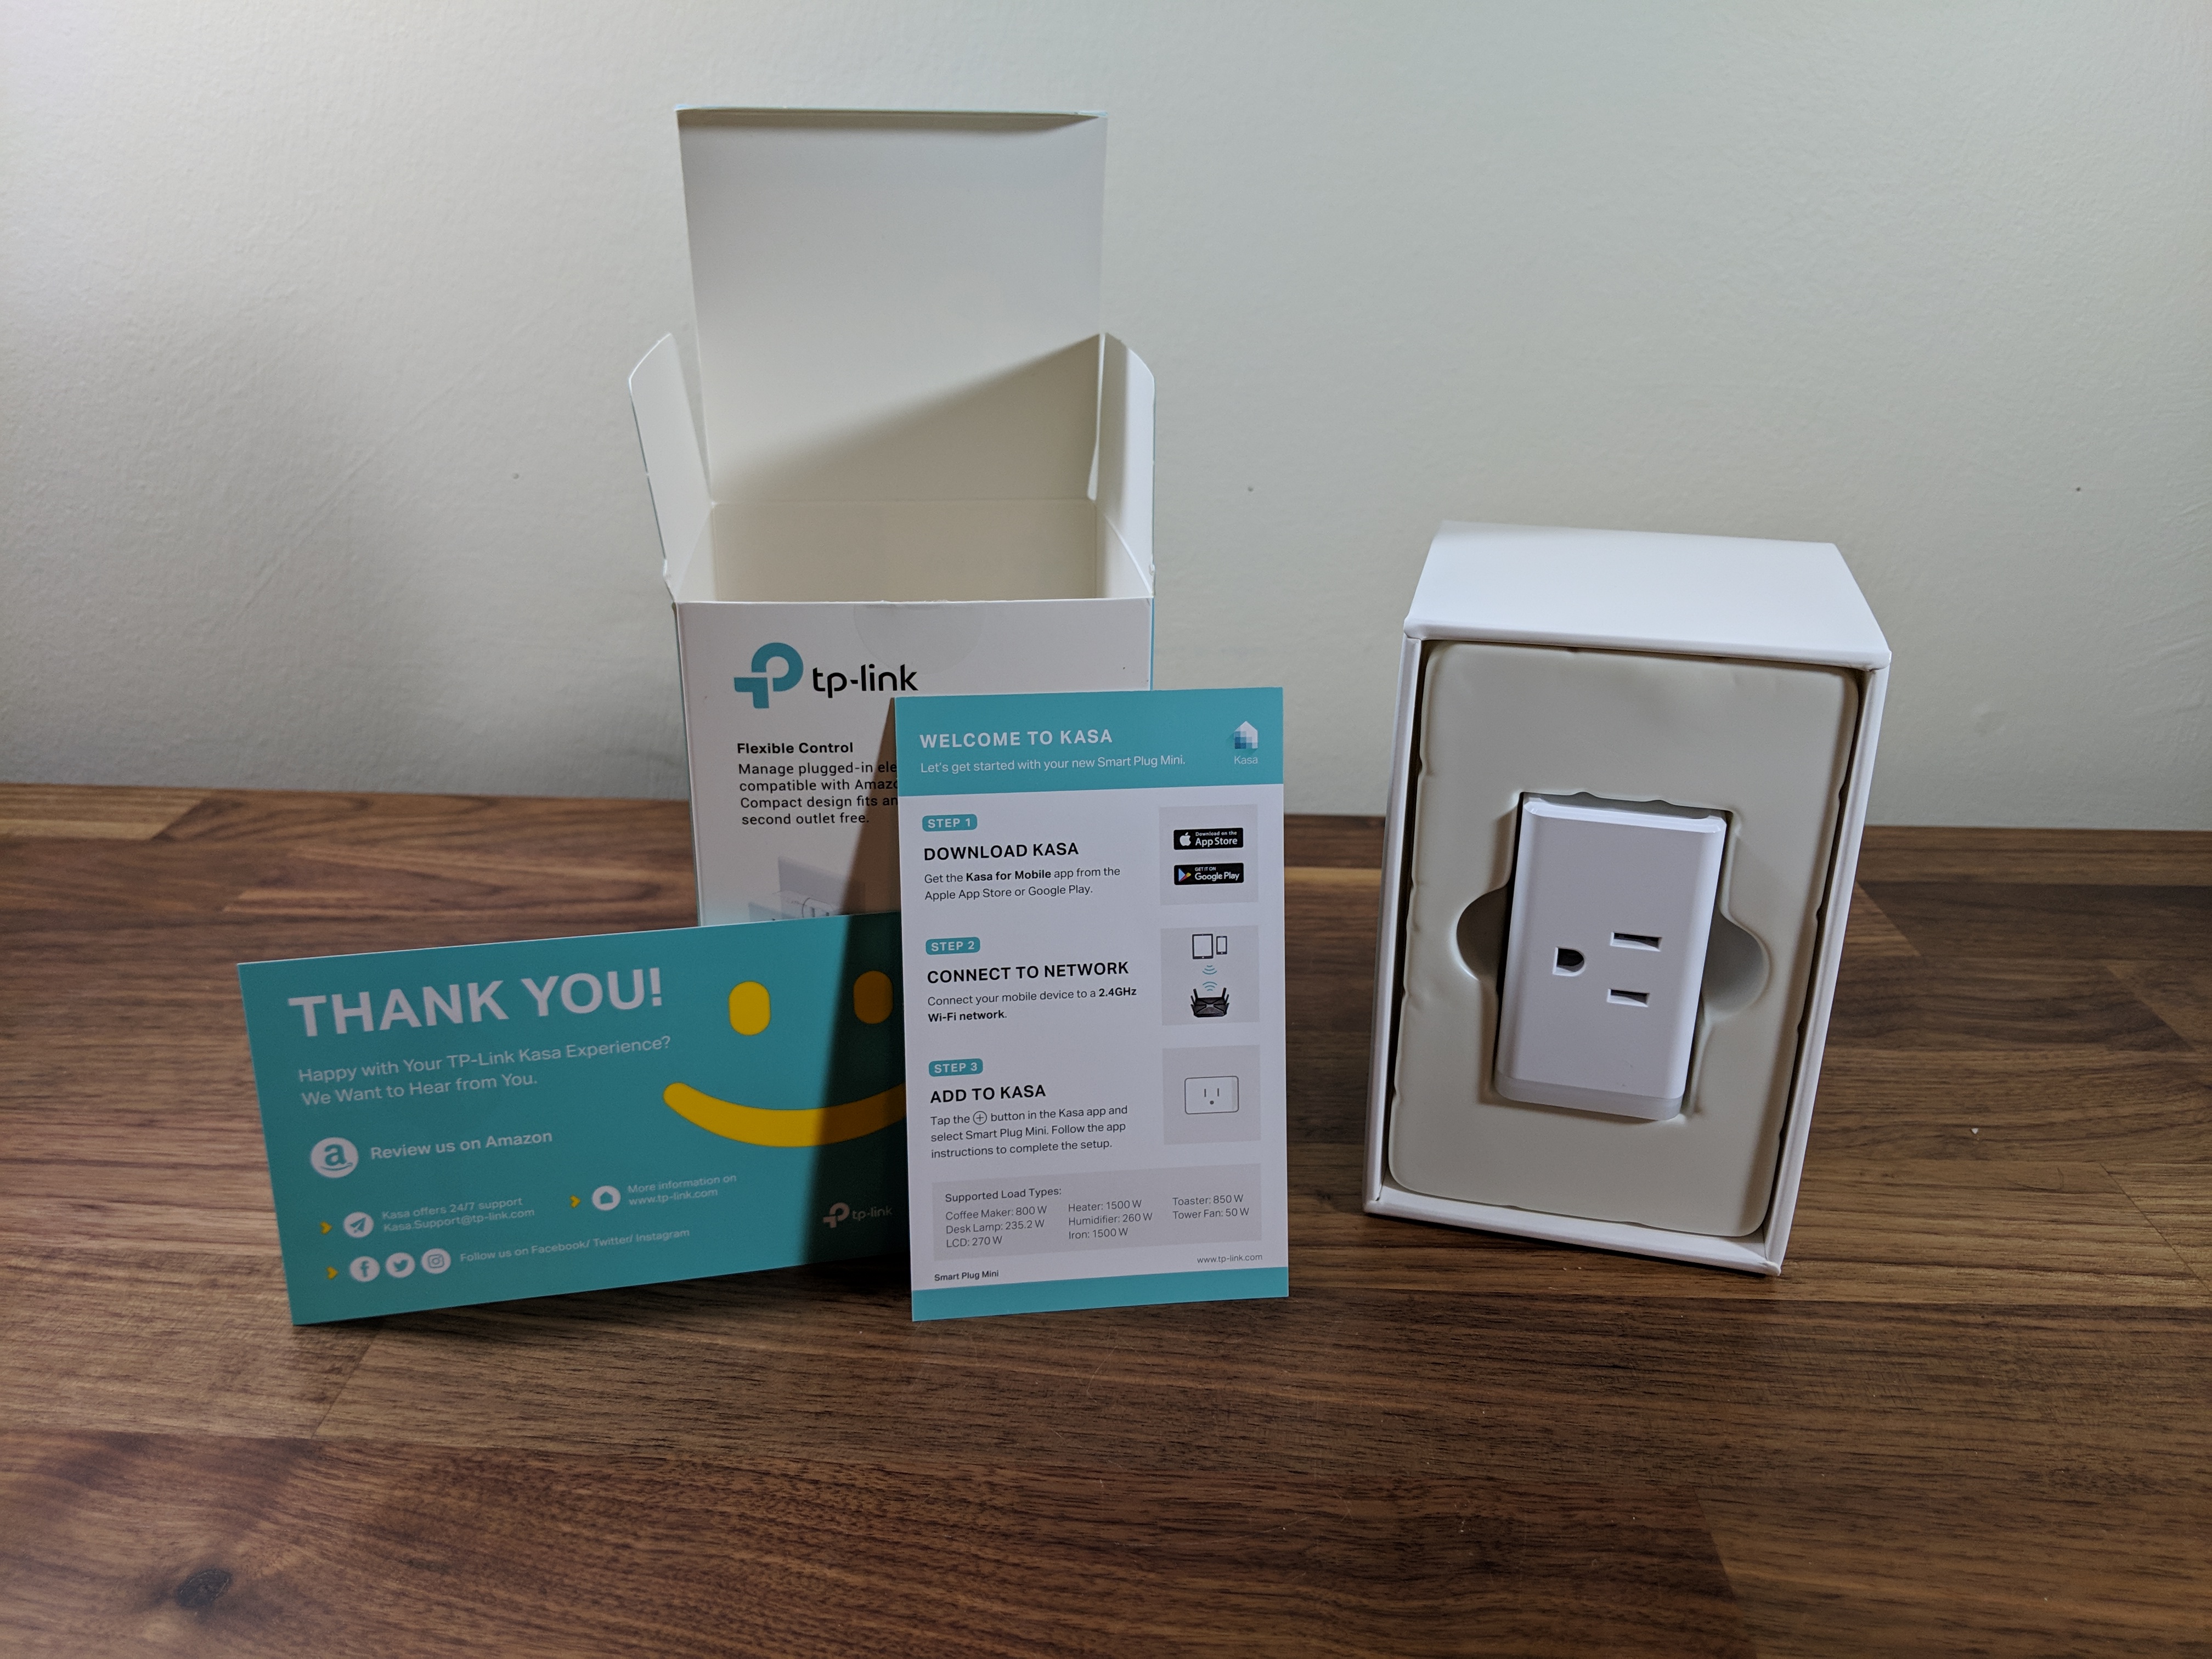 tp-link
Flexible Control
Manage plugged-in ele
compatible with Amazo
Compact design fits an
second outlet free.
THANK YOU!
Happy with Your TP-Link Kasa Experience?
We Want to Hear from You.
a
Review us on Amazon
Kasa offers 24/7 support
Kasa.Support@tp-link.com
More information on
www.tp-link.com
Follow us on Facebook/ Twitter/ Instagram
tp-link
WELCOME TO KASA
Let's get started with your new Smart Plug Mini.
Kasa
STEP 1
DOWNLOAD KASA
Get the Kasa for Mobile app from the
Apple App Store or Google Play.
Download on the
App Store
GET IT ON
Google Play
STEP 2
CONNECT TO NETWORK
Connect your mobile device to a 2.4GHz
Wi-Fi network.
STEP 3
ADD TO KASA
Tap the + button in the Kasa app and
select Smart Plug Mini. Follow the app
instructions to complete the setup.
Supported Load Types:
Coffee Maker: 800 W
Desk Lamp: 235.2 W
LCD: 270 W
Heater: 1500 W
Humidifier: 260 W
Iron: 1500 W
Toaster: 850 W
Tower Fan: 50 W
www.tp-link.com
Smart Plug Mini